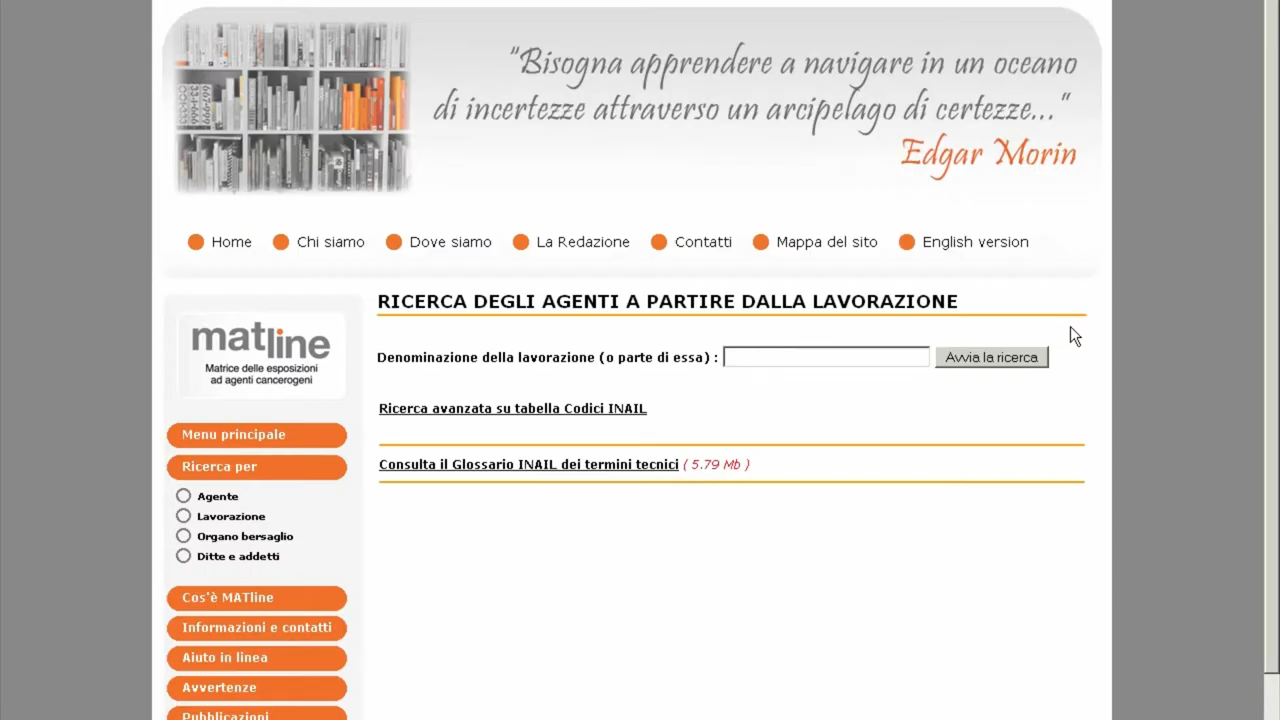 "Bisogna apprendere a navigare in un oceano
di incertezze attraverso un arcipelago di certezze..."
Edgar Morin
Home
Chi siamo
Dove siamo
La Redazione
Contatti
Mappa del sito
English version
matline
Matrice delle esposizioni
ad agenti cancerogeni
Menu principale
Ricerca per
Agente
Lavorazione
Organo bersaglio
Ditte e addetti
Cos'è MATline
Informazioni e contatti
Aiuto in linea
Avvertenze
Pubblicazioni
RICERCA DEGLI AGENTI A PARTIRE DALLA LAVORAZIONE
Denominazione della lavorazione (o parte di essa) :
Avvia la ricerca
Ricerca avanzata su tabella Codici INAIL
Consulta il Glossario INAIL dei termini tecnici ( 5.79 Mb )